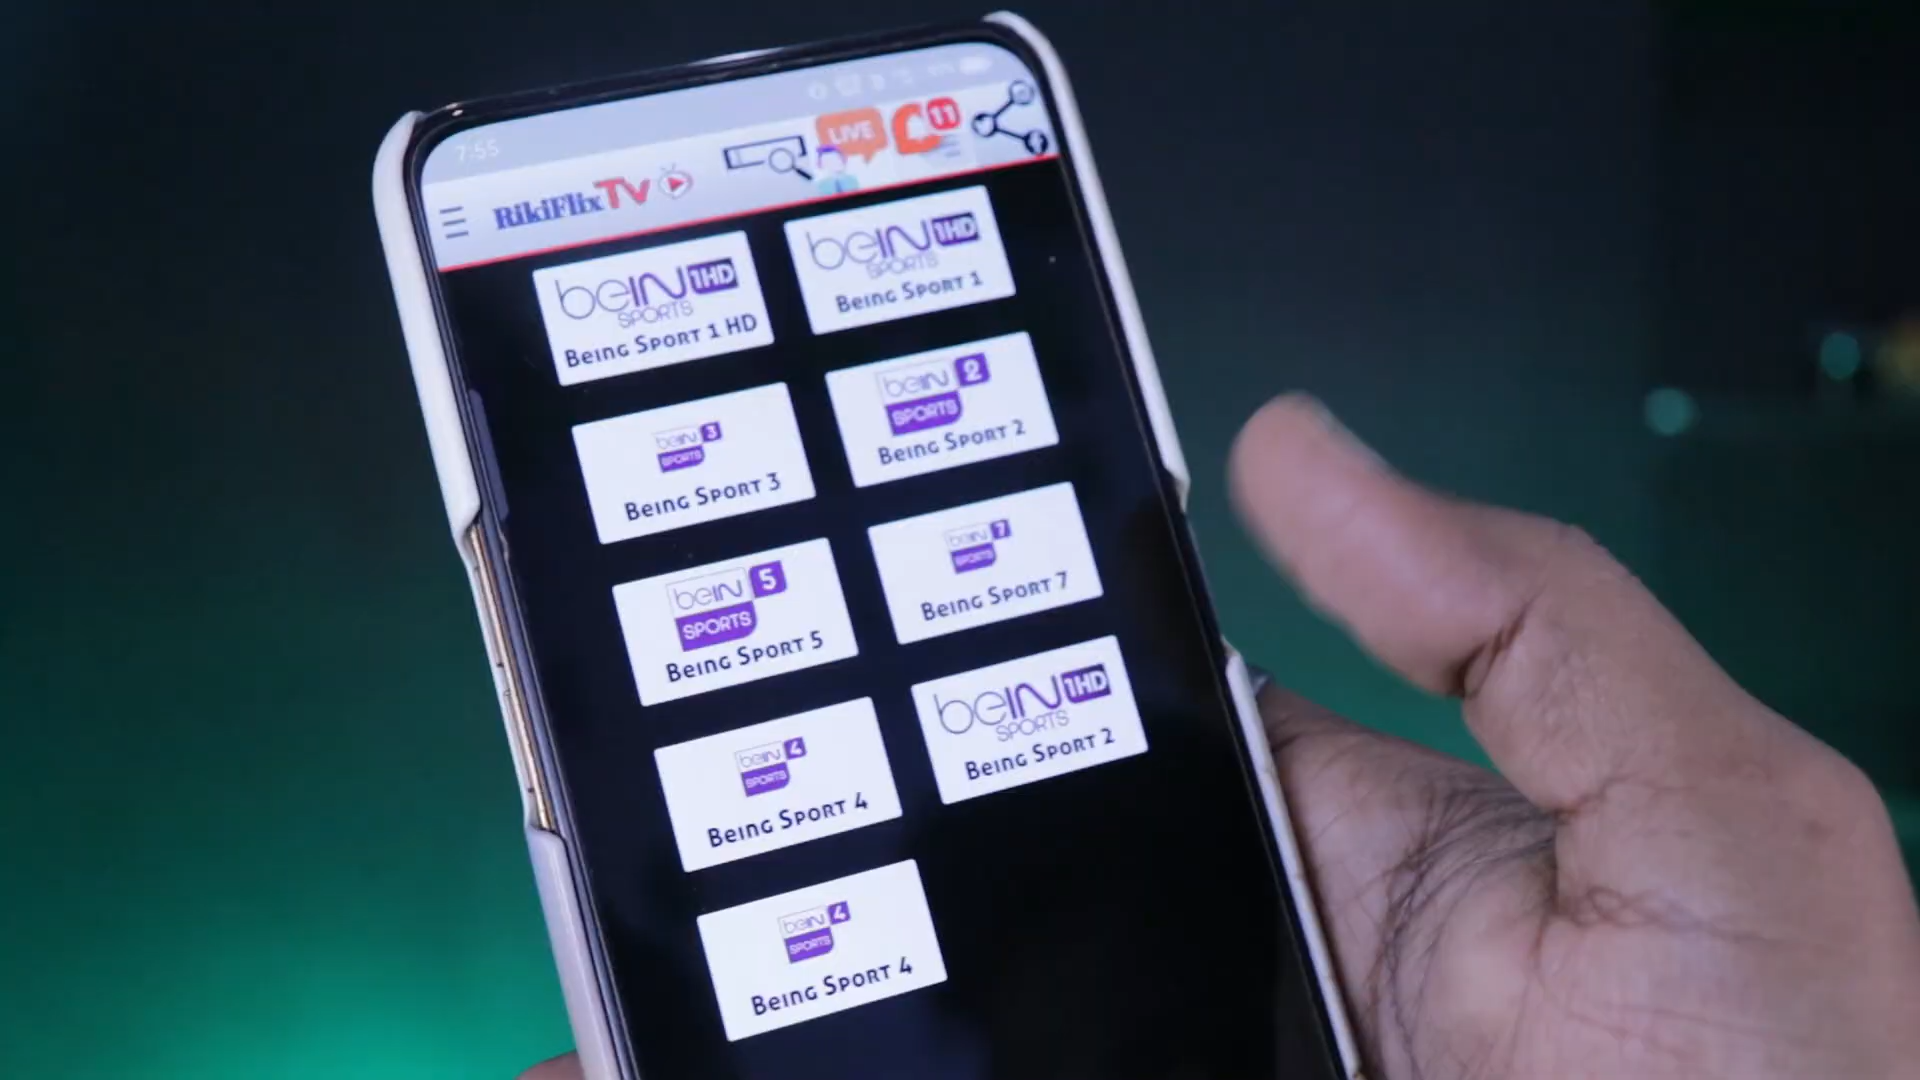 7:55
RikiFlixTV
LIVE
11
beIN 1HD
SPORTS
Being Sport 1 HD
beIN 1HD
SPORTS
Being Sport 1
beIN 3
SPORTS
Being Sport 3
beIN 2
SPORTS
Being Sport 2
beIN 5
SPORTS
Being Sport 5
beIN 7
SPORTS
Being Sport 7
beIN 4
SPORTS
Being Sport 4
beIN 1HD
SPORTS
Being Sport 2
beIN 4
SPORTS
Being Sport 4